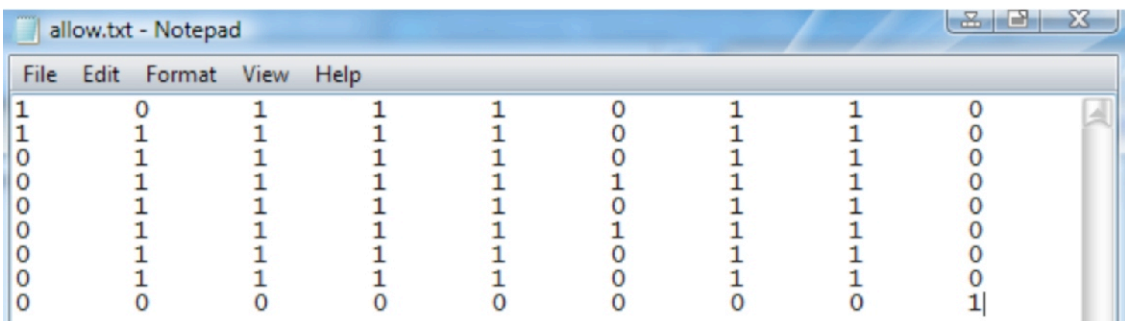 allow.txt - Notepad
File Edit Format View Help
1 0 1 1 1 0 1 1 0
1 1 1 1 1 0 1 1 0
0 1 1 1 1 0 1 1 0
0 1 1 1 1 1 1 1 0
0 1 1 1 1 0 1 1 0
0 1 1 1 1 1 1 1 0
0 1 1 1 1 0 1 1 0
0 1 1 1 1 0 1 1 0
0 0 0 0 0 0 0 0 1